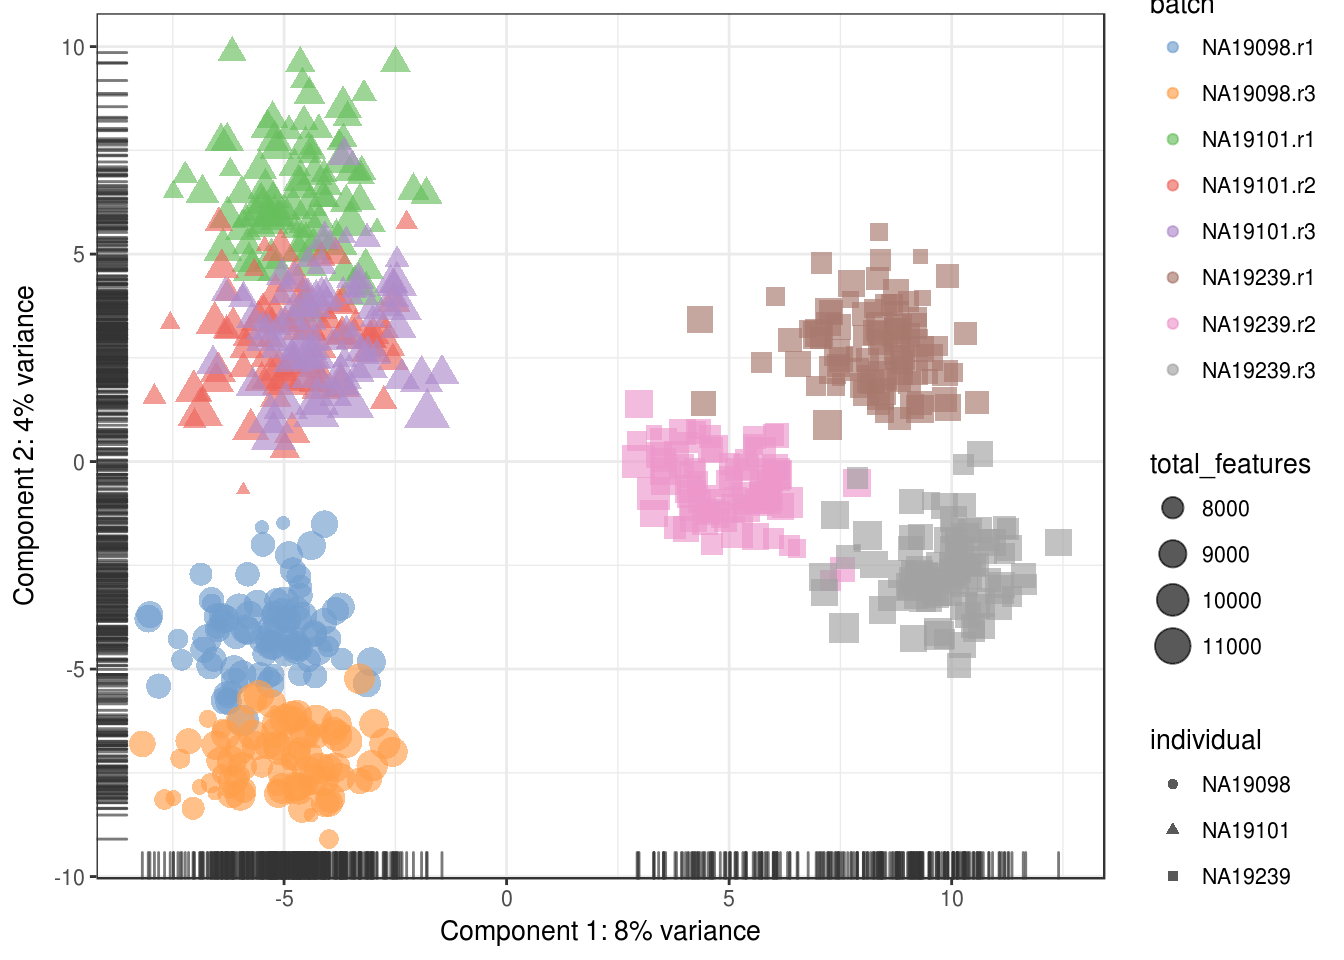 batch
NA19098.r1
NA19098.r3
NA19101.r1
NA19101.r2
NA19101.r3
NA19239.r1
NA19239.r2
NA19239.r3
total_features
8000
9000
10000
11000
individual
NA19098
NA19101
NA19239
10
5
0
-5
-10
Component 2: 4% variance
-5
0
5
10
Component 1: 8% variance